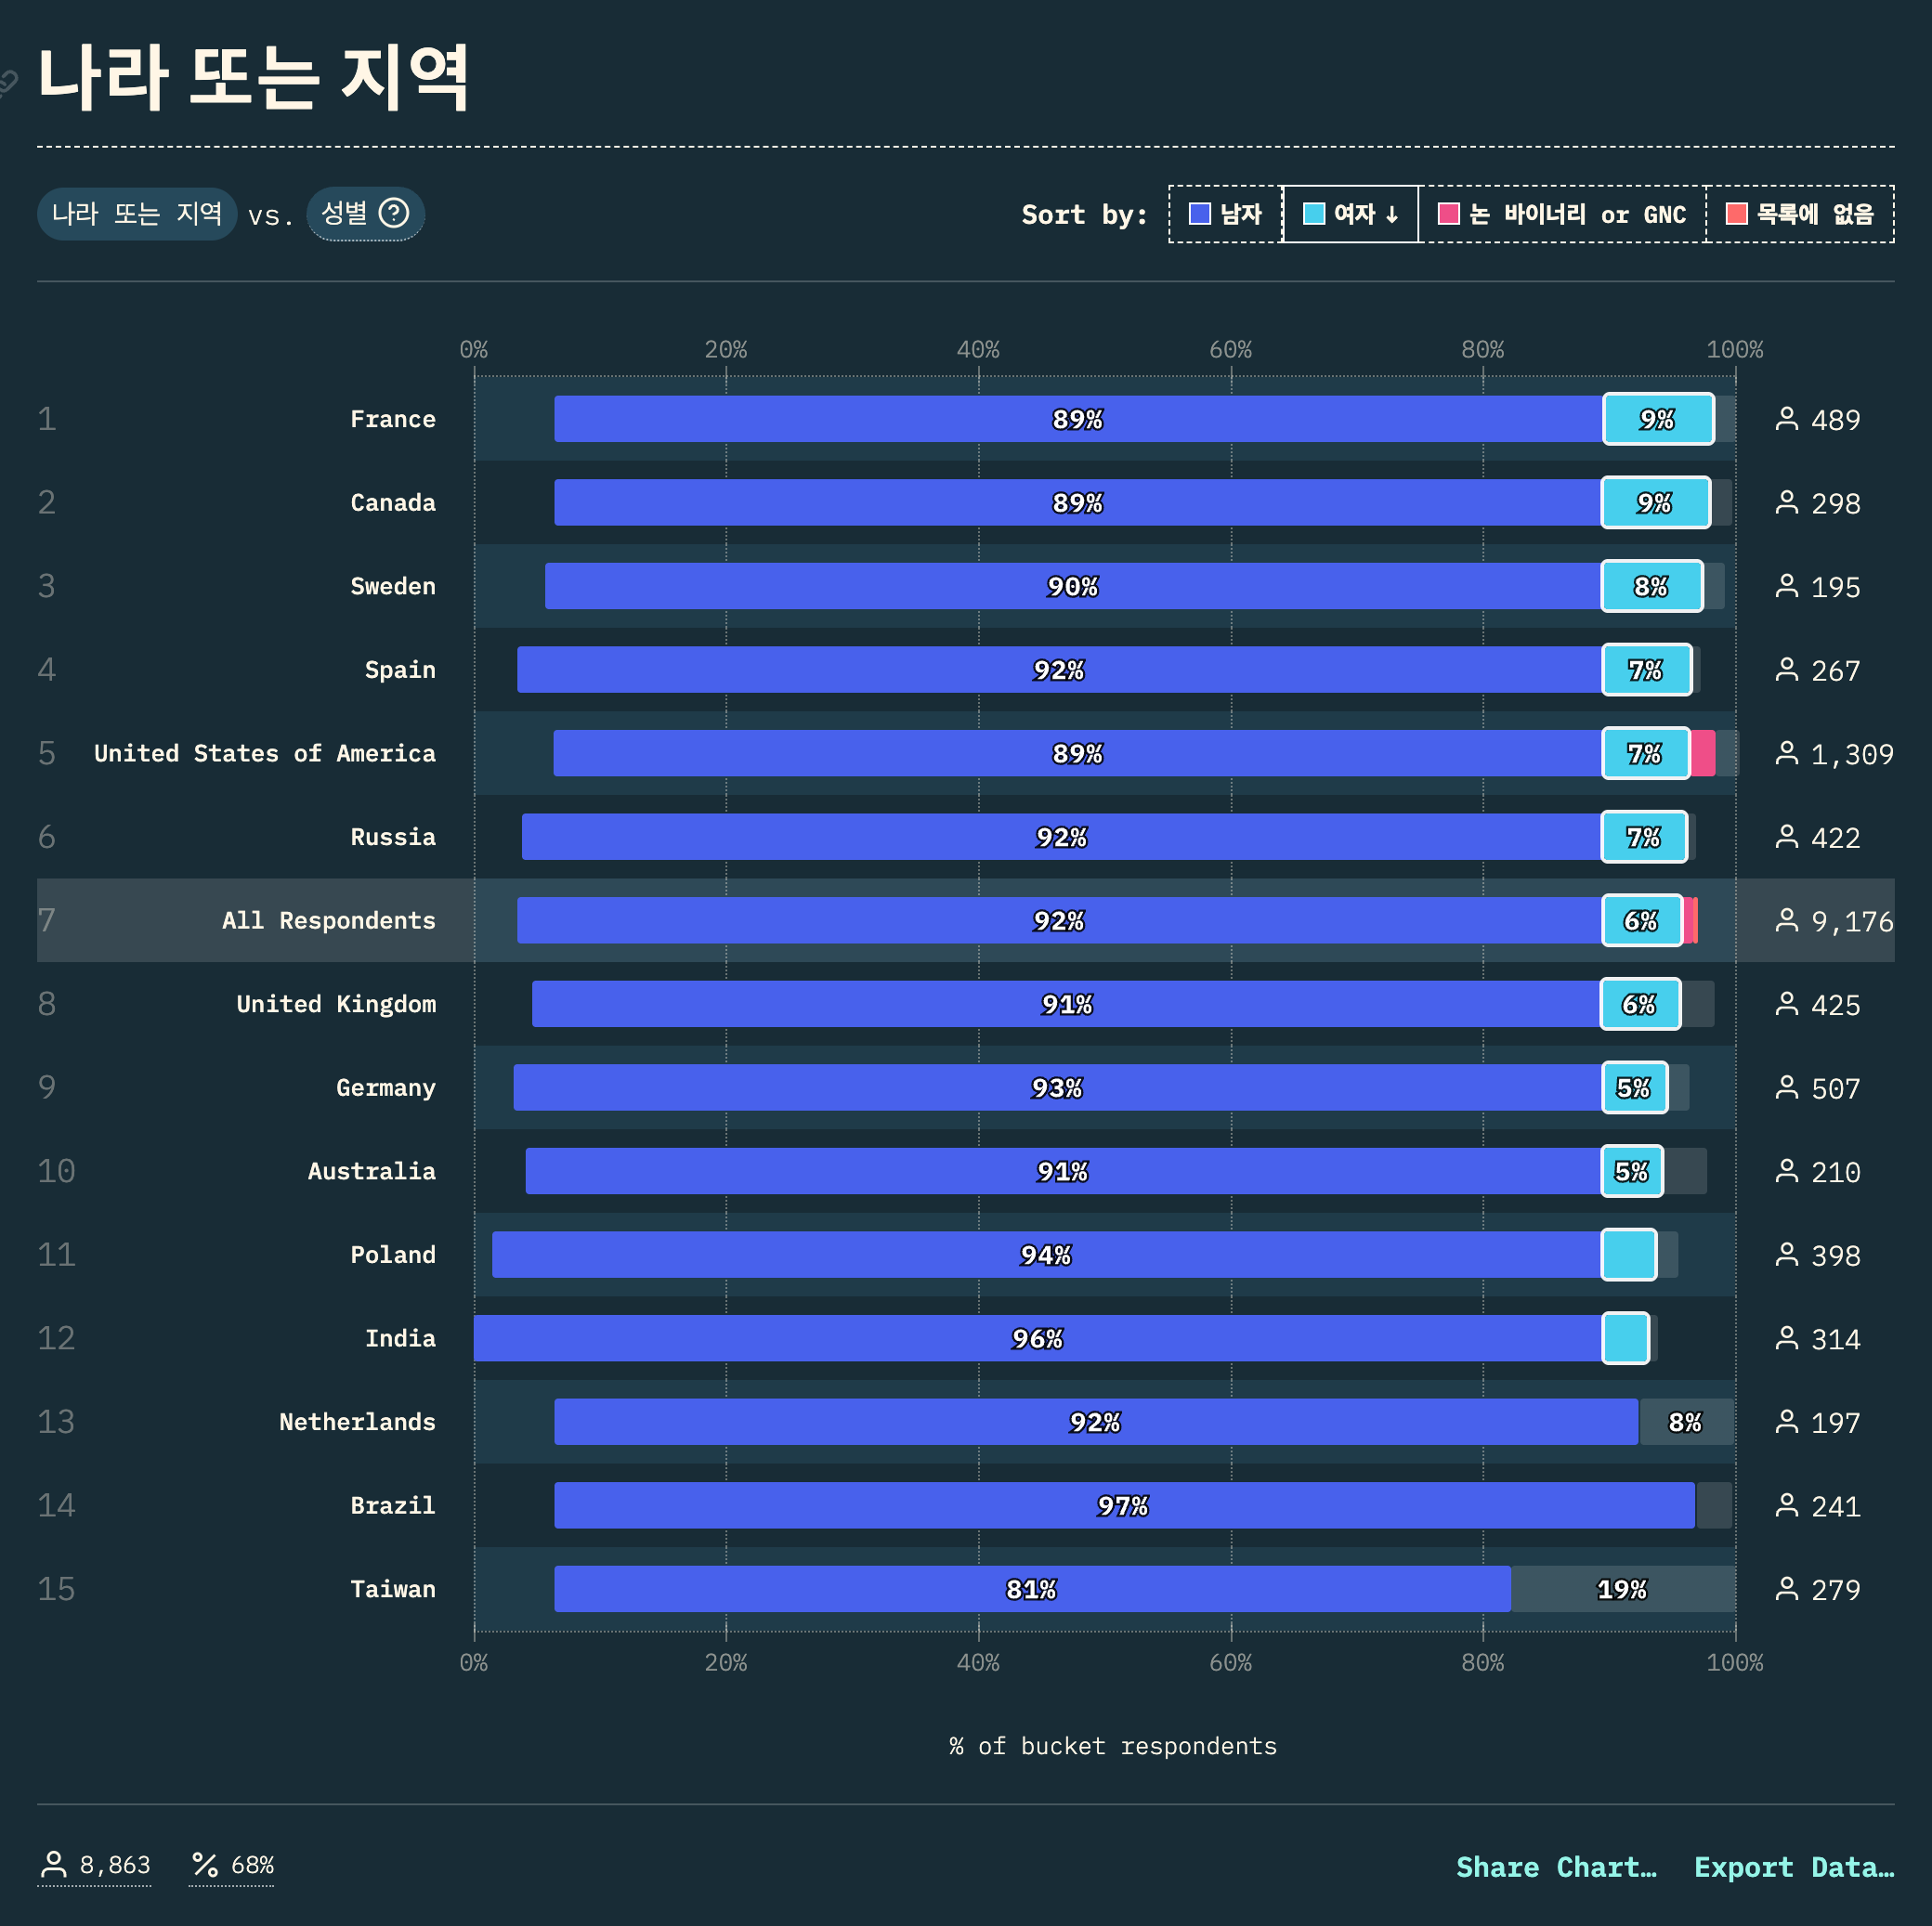 나라 또는 지역
나라 또는 지역 vs. 성별 ? Sort by: 남자 여자 ↓ 논 바이너리 or GNC 목록에 없음
0% 20% 40% 60% 80% 100%
1 France 89% 9% 489
2 Canada 89% 9% 298
3 Sweden 90% 8% 195
4 Spain 92% 7% 267
5 United States of America 89% 7% 1,309
6 Russia 92% 7% 422
7 All Respondents 92% 6% 9,176
8 United Kingdom 91% 6% 425
9 Germany 93% 5% 507
10 Australia 91% 5% 210
11 Poland 94% 398
12 India 96% 314
13 Netherlands 92% 8% 197
14 Brazil 97% 241
15 Taiwan 81% 19% 279
0% 20% 40% 60% 80% 100%
% of bucket respondents
8,863 % 68% Share Chart… Export Data…